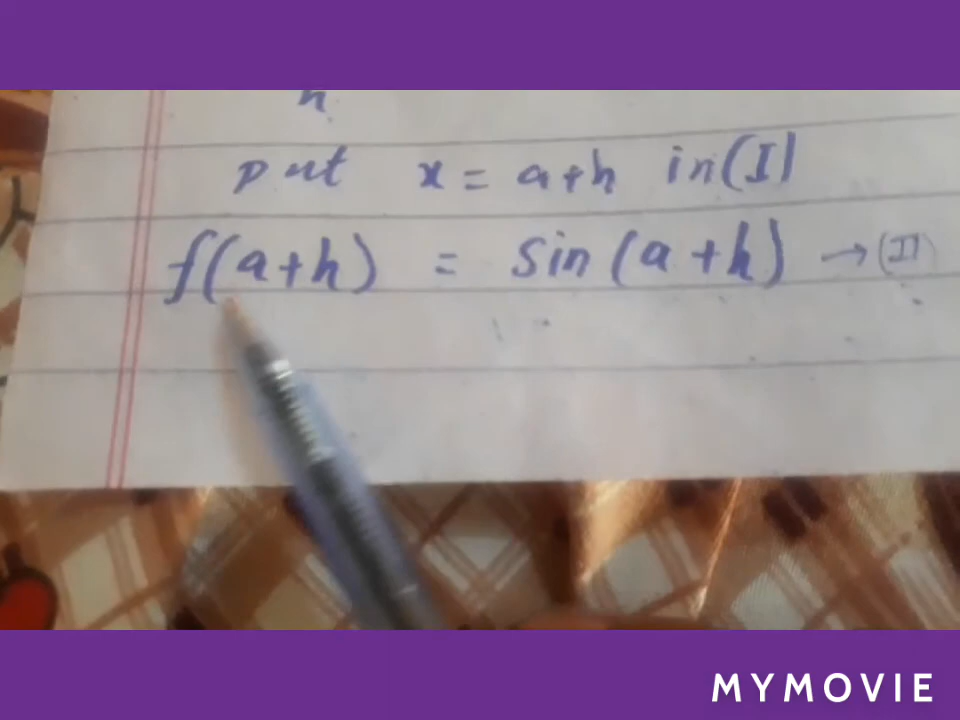 h
put x = a+h in (I)
f(a+h) = Sin (a+h) → (II)
MYMOVIE